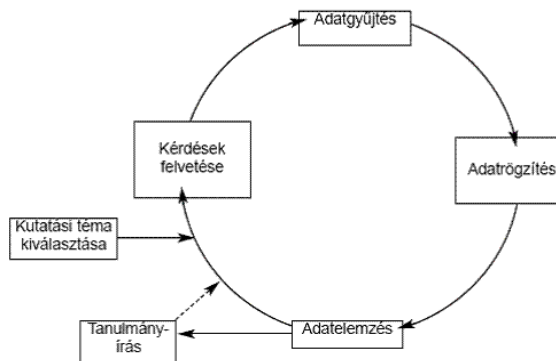 Adatgyűjtés
Kérdések
felvetése
Adatrögzítés
Kutatási téma
kiválasztása
Tanulmány-
írás
Adatelemzés